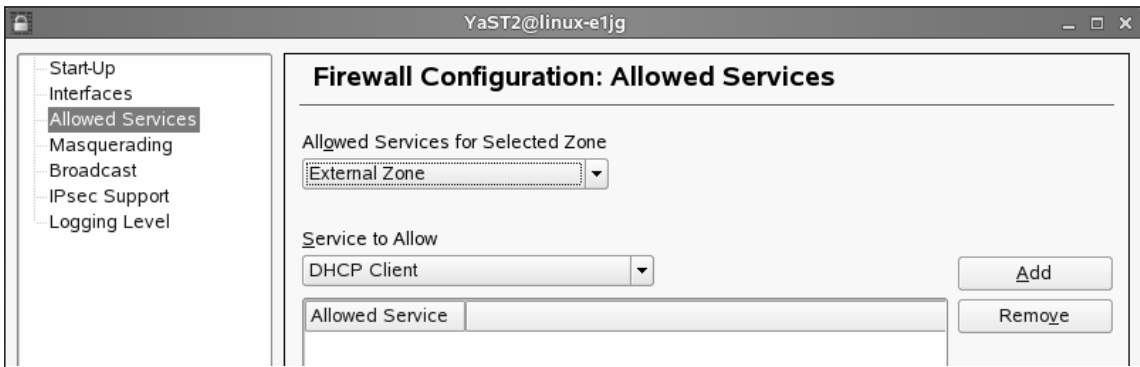 YaST2@linux-e1jg
Start-Up
Interfaces
Allowed Services
Masquerading
Broadcast
IPsec Support
Logging Level
Firewall Configuration: Allowed Services
Allowed Services for Selected Zone
External Zone
Service to Allow
DHCP Client
Add
Allowed Service
Remove